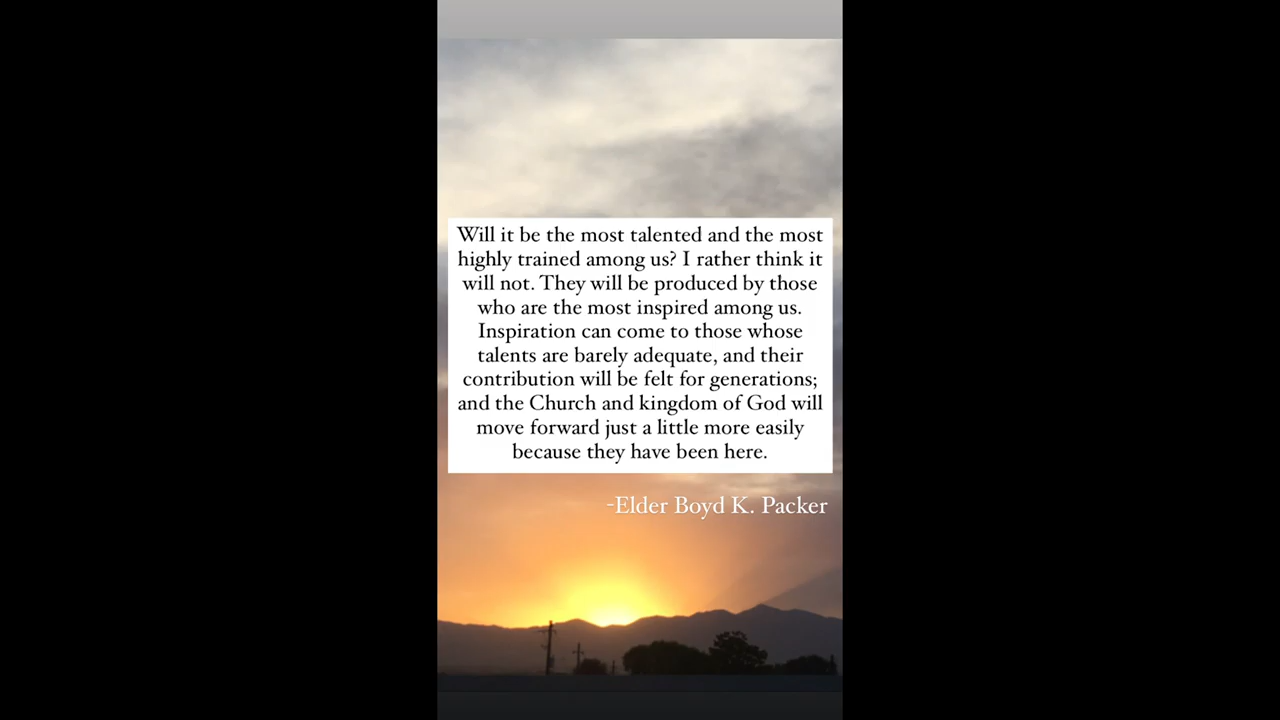 Will it be the most talented and the most
highly trained among us? I rather think it
will not. They will be produced by those
who are the most inspired among us.
Inspiration can come to those whose
talents are barely adequate, and their
contribution will be felt for generations;
and the Church and kingdom of God will
move forward just a little more easily
because they have been here.
-Elder Boyd K. Packer